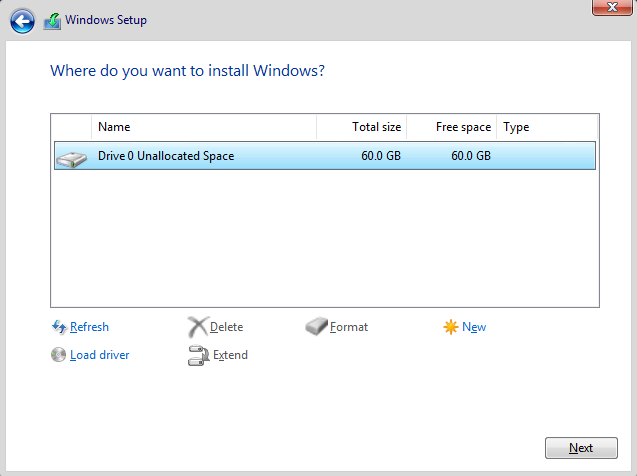 Windows Setup
Where do you want to install Windows?
Name Total size Free space Type
Drive 0 Unallocated Space 60.0 GB 60.0 GB
Refresh Delete Format New
Load driver Extend
Next